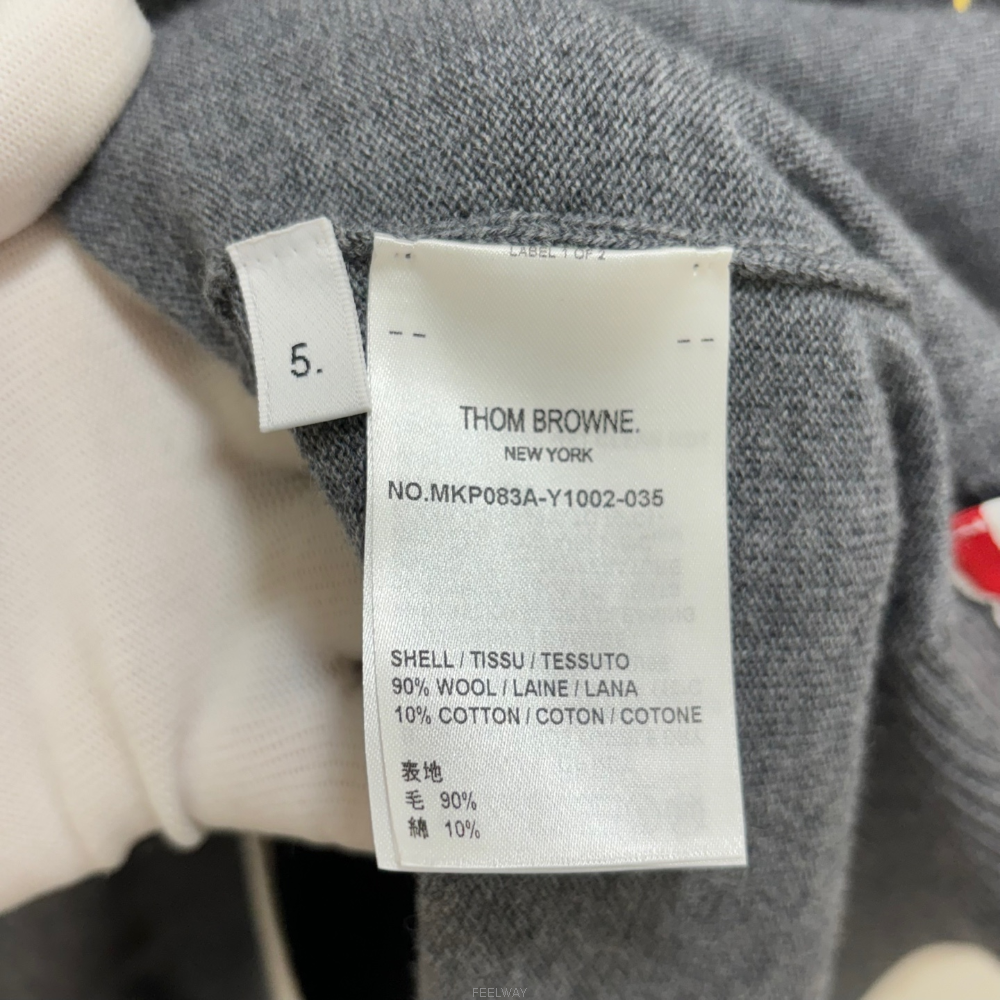 LABEL 1 OF 2
5.
THOM BROWNE.
NEW YORK
NO.MKP083A-Y1002-035
SHELL / TISSU / TESSUTO
90% WOOL / LAINE / LANA
10% COTTON / COTON / COTONE
表地
毛 90%
綿 10%
FEELWAY